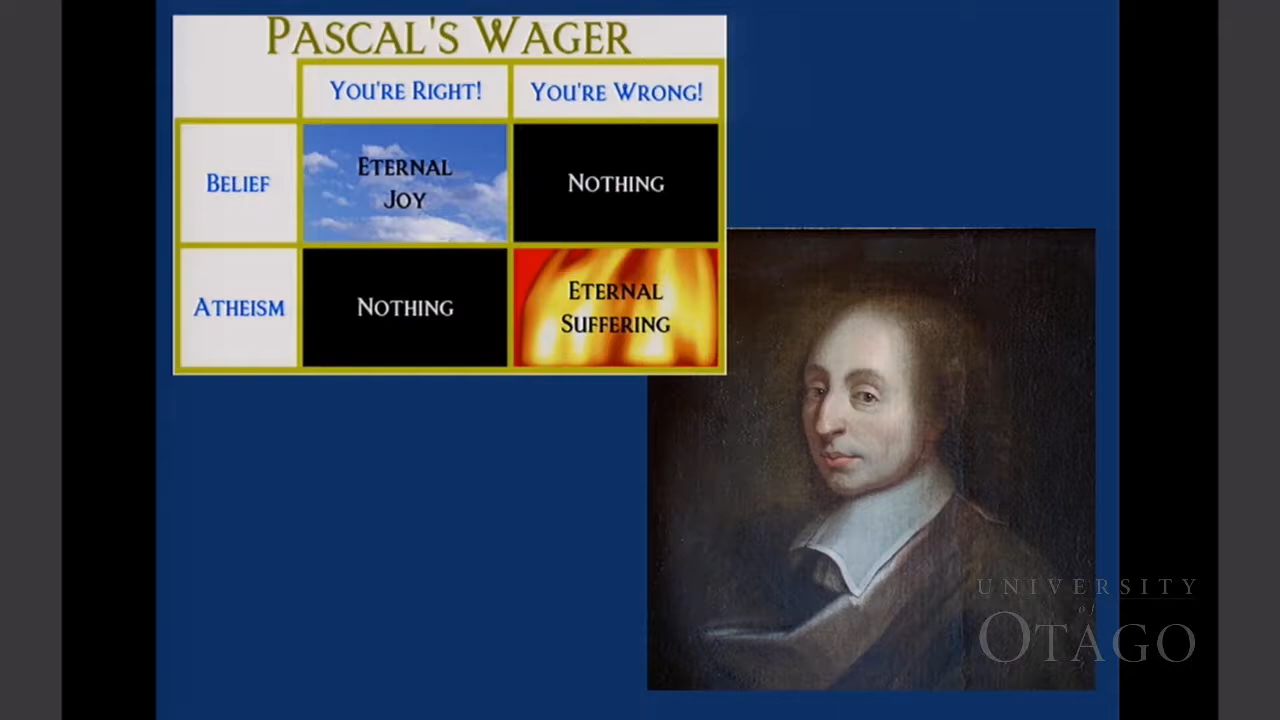 PASCAL'S WAGER
YOU'RE RIGHT! YOU'RE WRONG!
BELIEF
ETERNAL
JOY
NOTHING
ATHEISM
NOTHING
ETERNAL
SUFFERING
UNIVERSITY
of
OTAGO